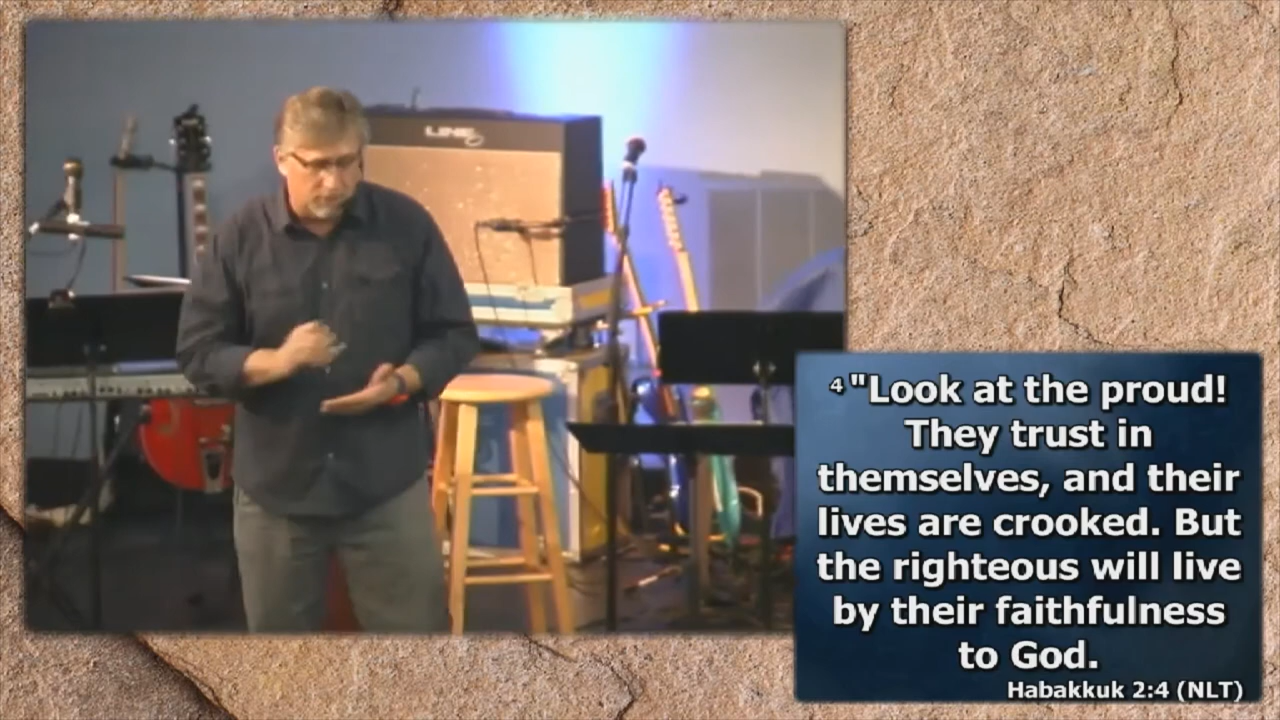 LINE 6
4 "Look at the proud!
They trust in
themselves, and their
lives are crooked. But
the righteous will live
by their faithfulness
to God.
Habakkuk 2:4 (NLT)